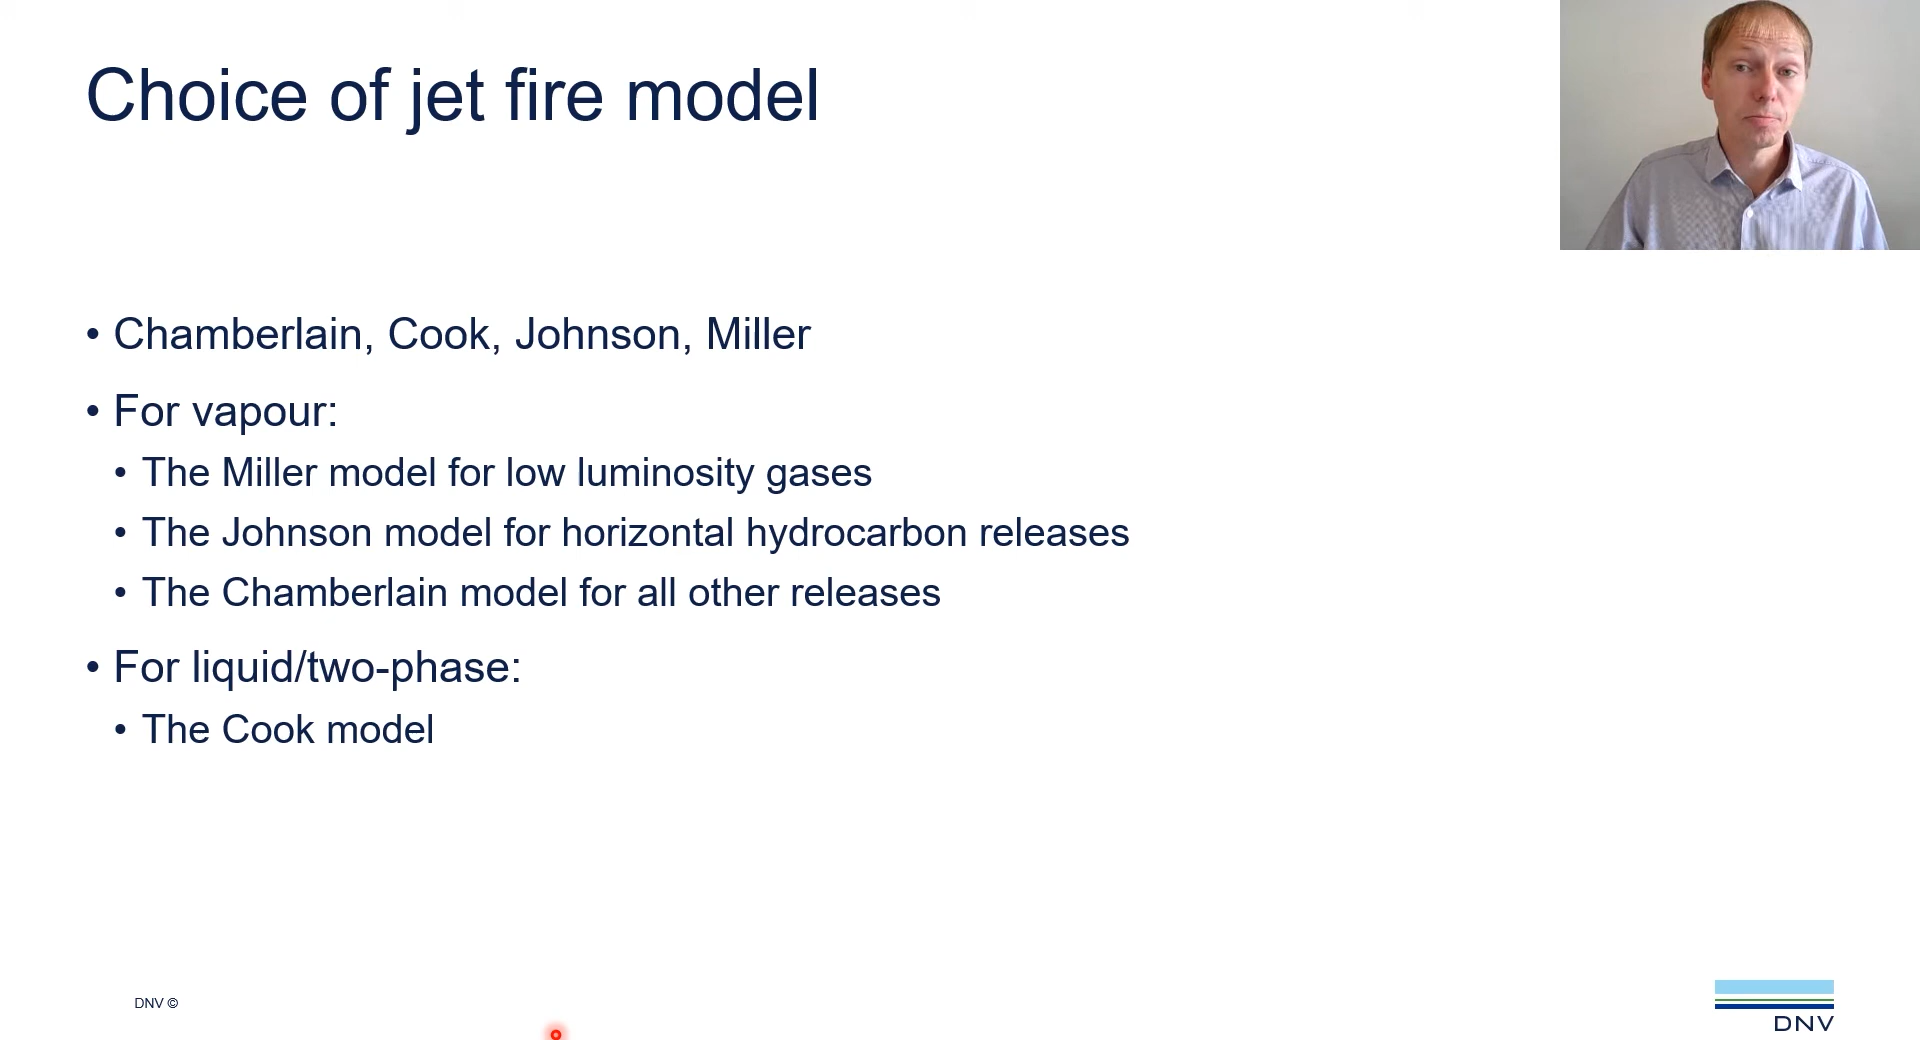 Choice of jet fire model
• Chamberlain, Cook, Johnson, Miller
• For vapour:
• The Miller model for low luminosity gases
• The Johnson model for horizontal hydrocarbon releases
• The Chamberlain model for all other releases
• For liquid/two-phase:
• The Cook model
DNV ©
DNV